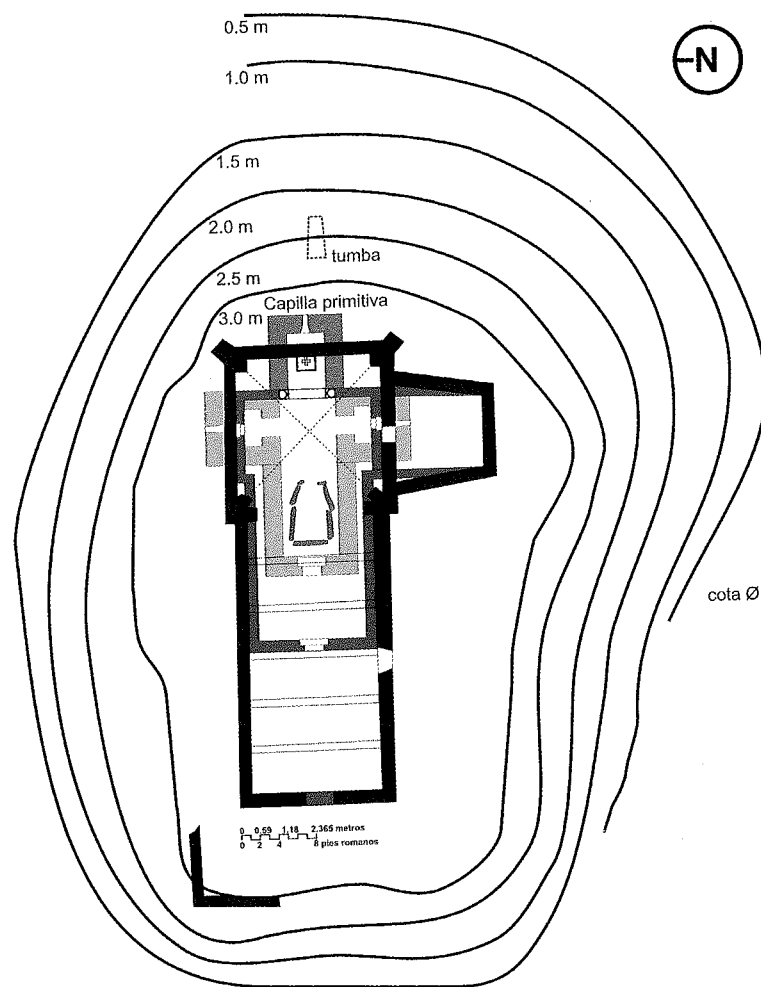 0.5 m
N
1.0 m
1.5 m
2.0 m
tumba
2.5 m
Capilla primitiva
3.0 m
cota Ø
0 0,59 1,18 2,365 metros
0 2 4 8 pies romanos